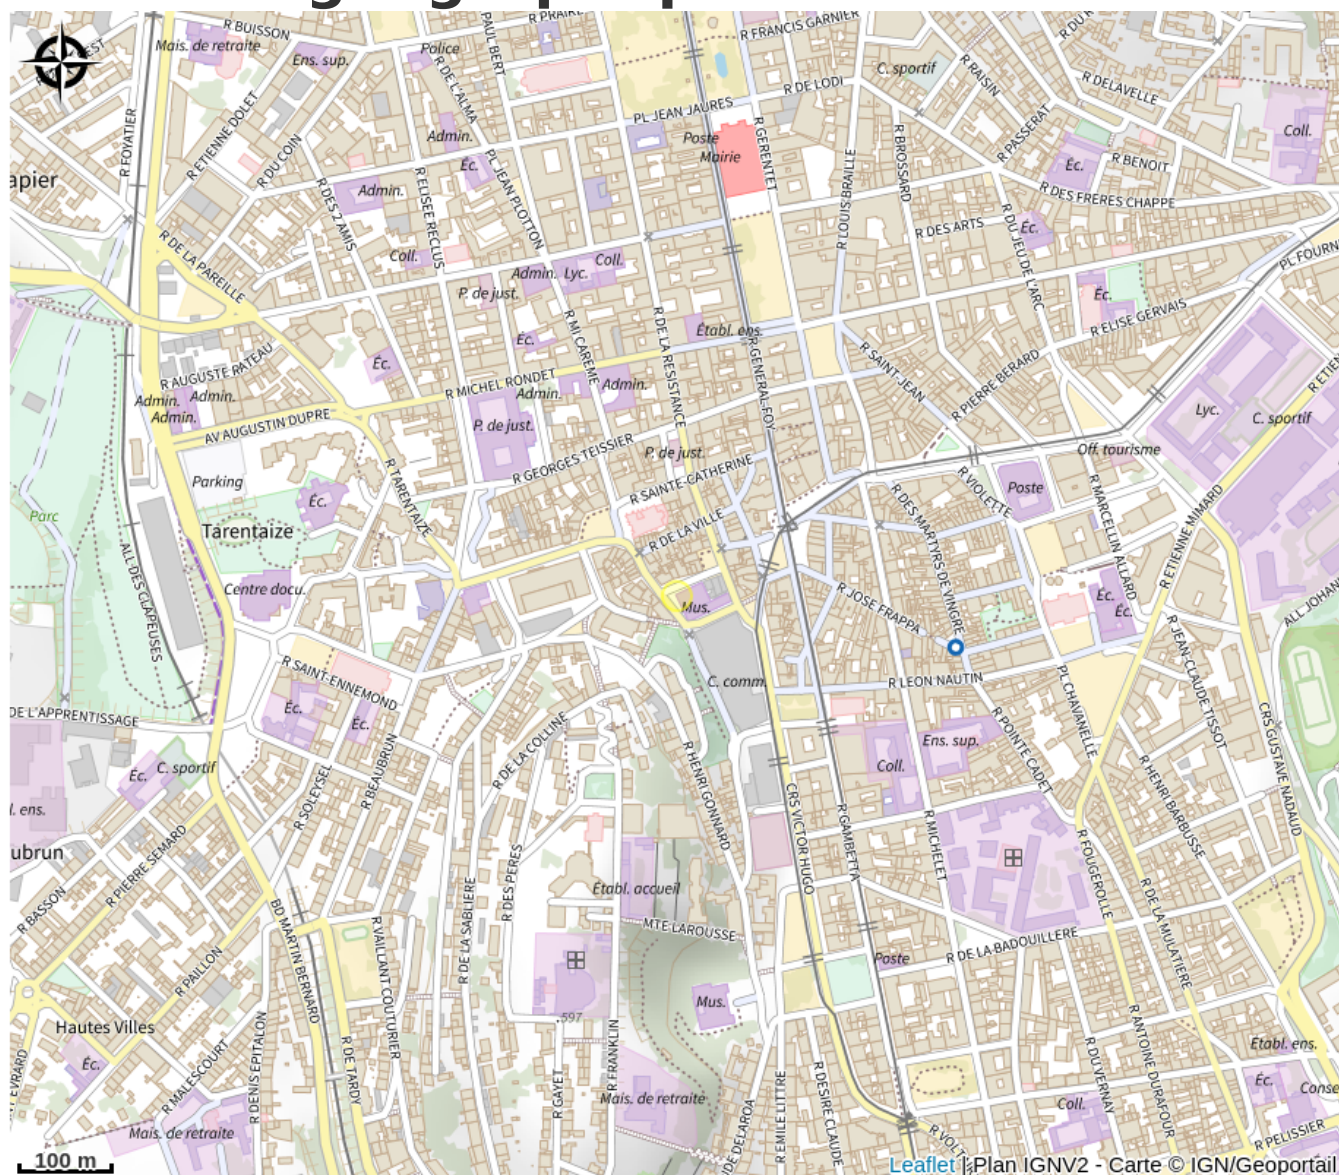 R BUISSON
Mais. de retraite
Ens. sup.
Police
R PAUL BERT
R PRAIRE
R FRANCIS GARNIER
C. sportif
R RAISIN
R DELAVELLE
R DE LODI
PL JEAN JAURES
R FOYATIER
R ETIENNE DOLET
R DU COIN
R DE L'ALMA
Admin.
Éc.
PL JEAN PLOTTON
Poste
Mairie
R GERENTET
R LOUIS BRAILLE
R BROSSARD
R PASSERAT
Éc.
R BENOIT
Coll.
R DES FRERES CHAPPE
apier
R DES 2 AMIS
Admin.
R ELISEE RECLUS
R DES ARTS
R DU JEU DE L'ARC
Éc.
R DE LA PAREILLE
Coll.
P. de just.
Admin.
Lyc.
Coll.
Éc.
R ELISE GERVAIS
R AUGUSTE RATEAU
Éc.
Éc.
R MI CAREME
R DE LA RESISTANCE
Établ. ens.
R GENERAL FOY
R SAINT-JEAN
R PIERRE BERARD
Admin.
Admin.
Admin.
AV AUGUSTIN DUPRE
R MICHEL RONDET
Admin.
Admin.
P. de just.
R GEORGES TEISSIER
P. de just.
R SAINTE-CATHERINE
Lyc.
C. sportif
Off. tourisme
Parking
Éc.
R TARENTAIZE
Tarentaize
Parc
R DE LA VILLE
R VIOLETTE
Poste
R DES MARTYRS DE VINGRE
R MARCELLIN ALLARD
R ETIENNE MIMARD
ALL DES CLAPEUSES
Centre docu.
Mus.
R JOSE FRAPPA
Éc.
Éc.
R JEAN-CLAUDE TISSOT
R SAINT-ENNEMOND
C. comm.
R LEON NAUTIN
PL CHAVANELLE
DE L'APPRENTISSAGE
Éc.
Éc.
R DE LA COLLINE
R HENRI GONNARD
R POINTE CADET
Ens. sup.
Coll.
CRS GUSTAVE NADAUD
Éc.
C. sportif
R SOLEYSEL
R BEAUBRUN
R HENRI BARBUSSE
l. ens.
ubrun
R PIERRE SEMARD
R BASSON
CRS VICTOR HUGO
R GAMBETTA
R MICHELET
R FOUGEROLLE
R DE LA MULATIERE
R DES PERES
Établ. accueil
MTE LAROUSSE
BD MARTIN BERNARD
R VAILLANT COUTURIER
R DE LA SABLIERE
R DE LA BADOUILLERE
Poste
R PAILLON
Mus.
Hautes Villes
597
Éc.
R MALESCOURT
R DENIS EPITALON
R DE TARDY
R GAYET
R FRANKLIN
Mais. de retraite
R EMILE LITTRE
R DESIRE CLAUDE
R DUVERNAY
R ANTOINE DURAFOUR
Établ. ens.
Éc.
Conse
Coll.
Mais. de retraite
R PELISSIER
100 m
Leaflet | Plan IGNV2 - Carte © IGN/Geoportail